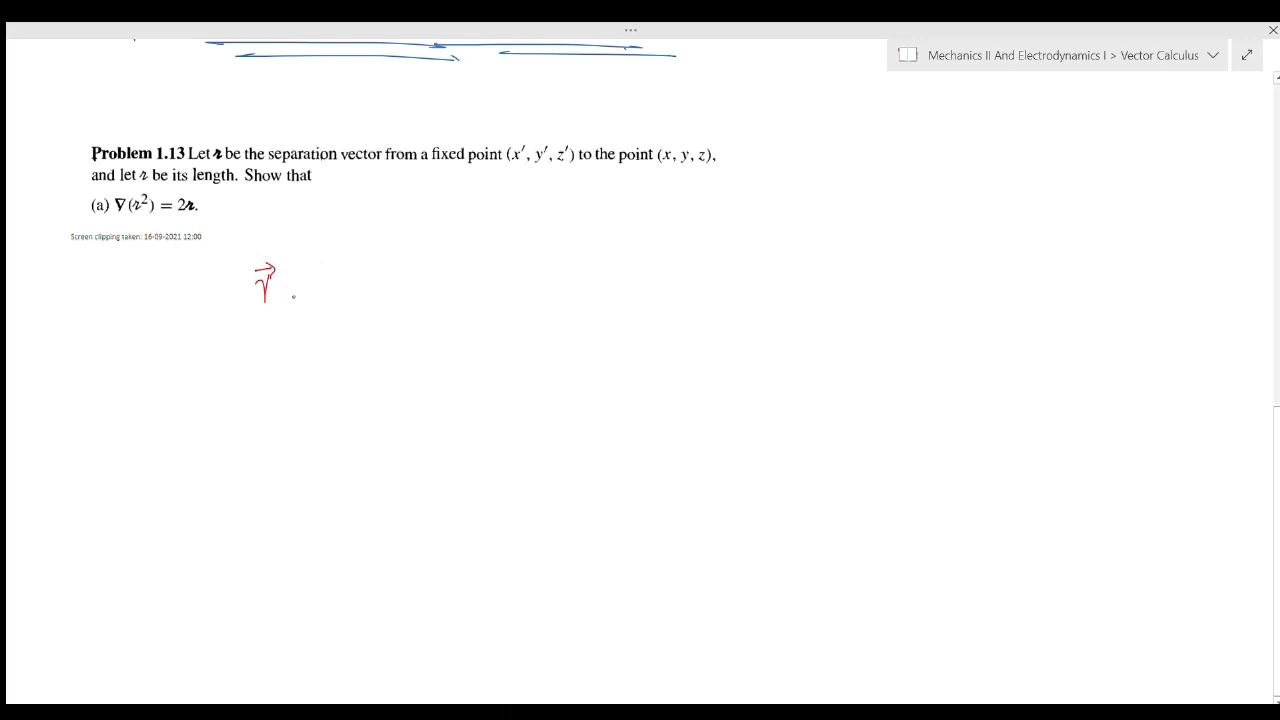 Mechanics II And Electrodynamics I > Vector Calculus
Problem 1.13 Let 𝓇 be the separation vector from a fixed point (x′, y′, z′) to the point (x, y, z),
and let 𝓇 be its length. Show that
(a) ∇(𝓇²) = 2𝓇.
Screen clipping taken: 16-09-2021 12:00
r⃗